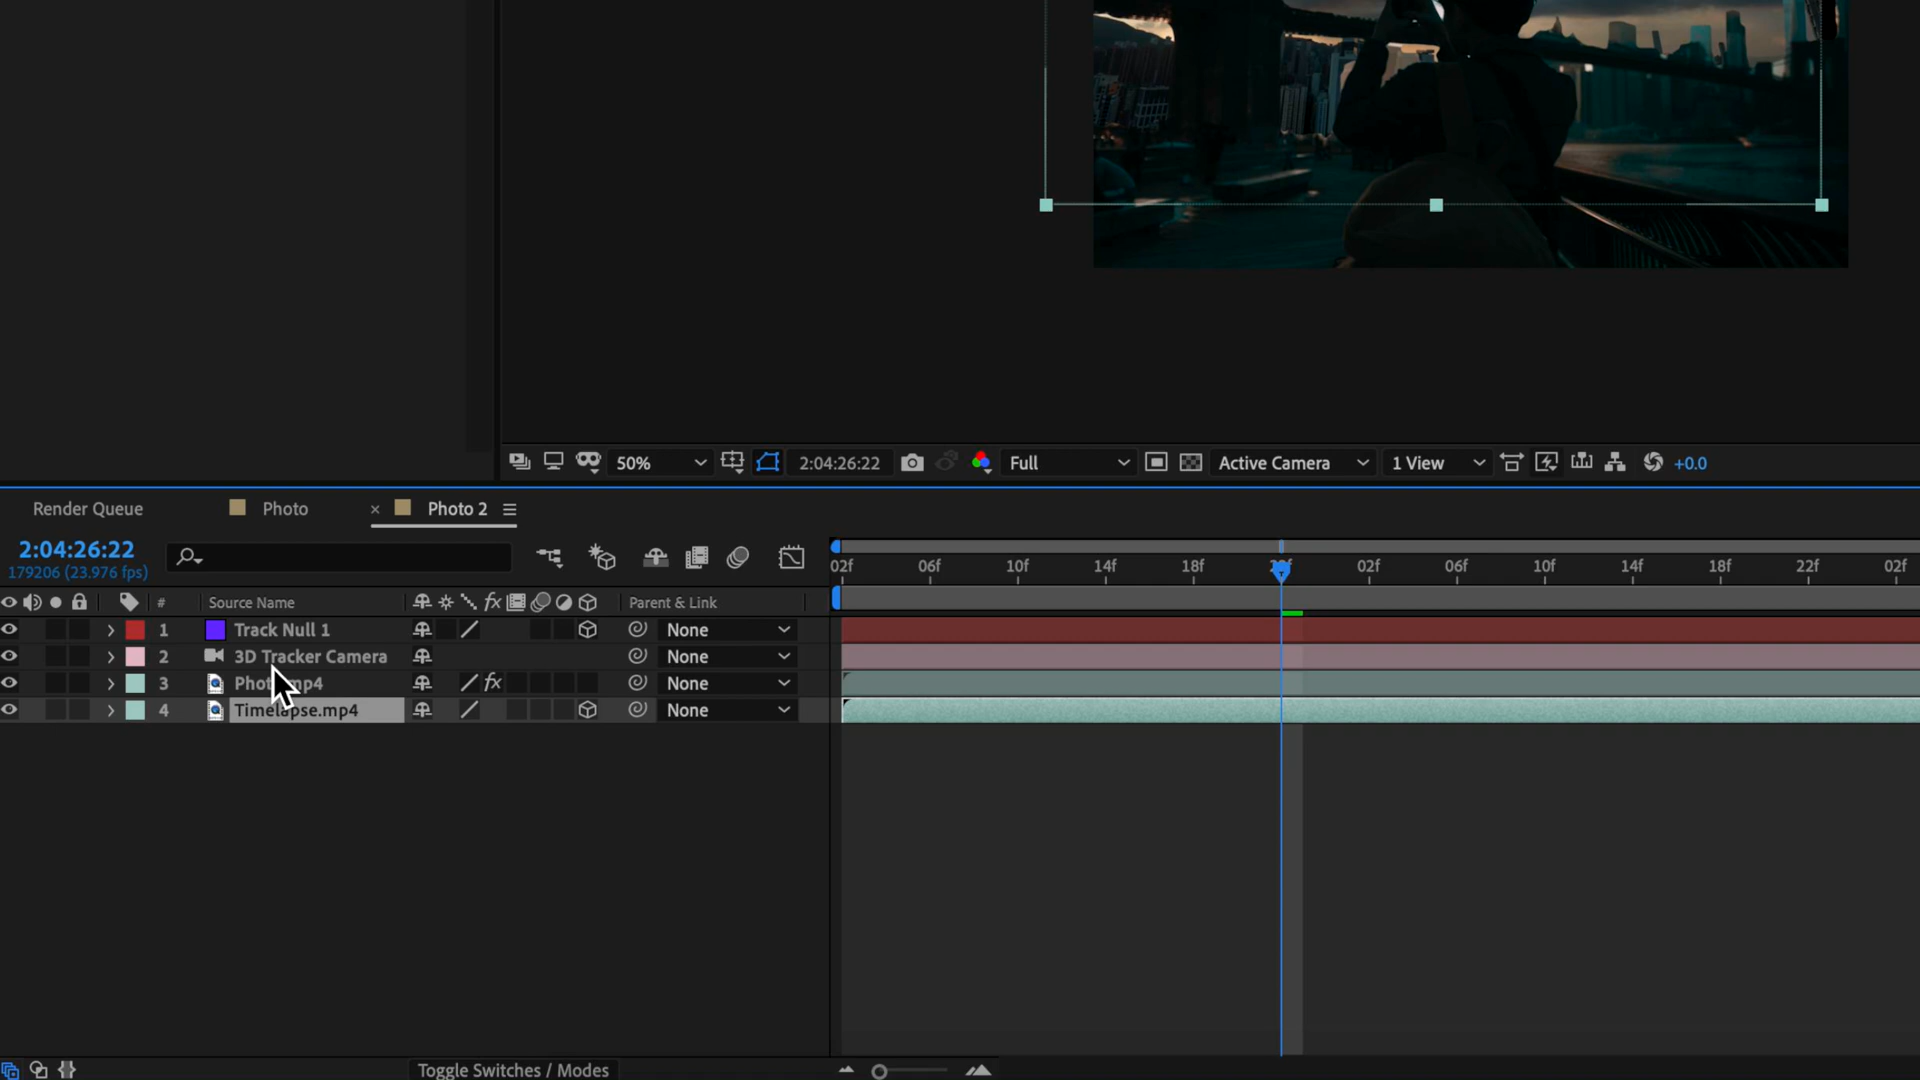 50%
2:04:26:22
Full
Active Camera
1 View
+0.0
Render Queue
Photo
Photo 2
2:04:26:22
179206 (23.976 fps)
02f 06f 10f 14f 18f 02f 06f 10f 14f 18f 22f 02f
# Source Name fx Parent & Link
1 Track Null 1 None
2 3D Tracker Camera None
3 fx None
4 Timelapse.mp4 None
Toggle Switches / Modes